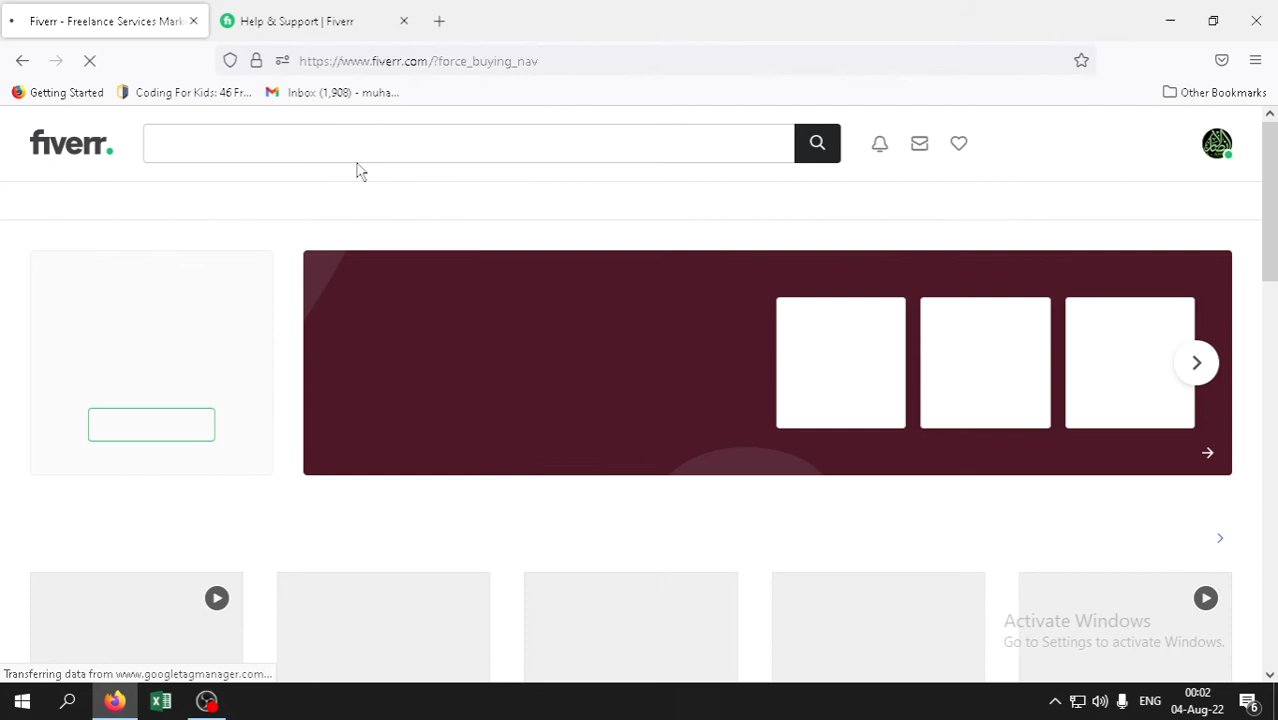 Fiverr - Freelance Services Mark
Help & Support | Fiverr
https://www.fiverr.com/?force_buying_nav
Getting Started
Coding For Kids: 46 Fr...
Inbox (1,908) - muha...
Other Bookmarks
fiverr.
Activate Windows
Go to Settings to activate Windows.
Transferring data from www.googletagmanager.com...
ENG
00:02
04-Aug-22
6